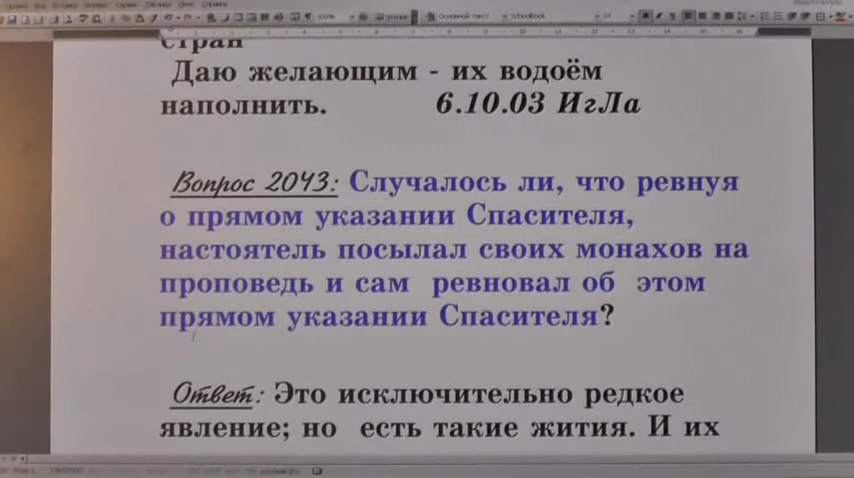 стран
Даю желающим - их водоём
наполнить. 6.10.03 ИгЛа
Вопрос 2043: Случалось ли, что ревнуя
о прямом указании Спасителя,
настоятель посылал своих монахов на
проповедь и сам ревновал об этом
прямом указании Спасителя?
Ответ: Это исключительно редкое
явление; но есть такие жития. И их